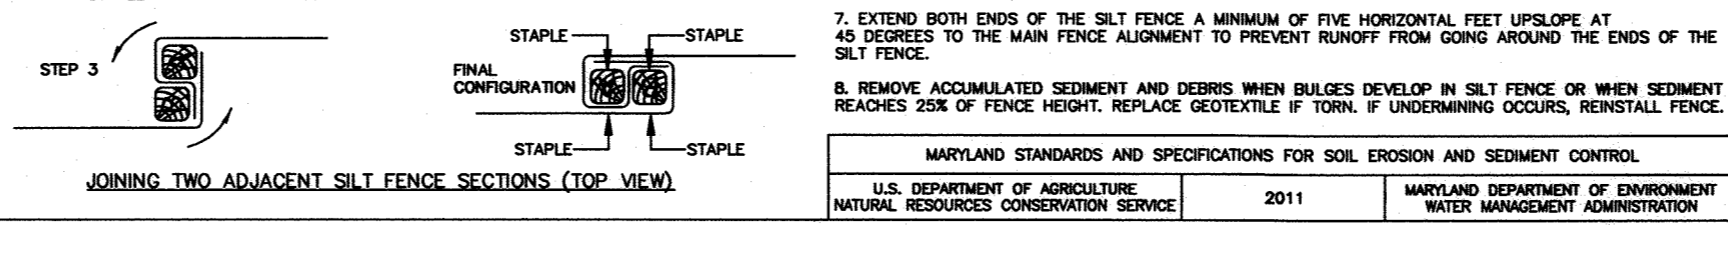 STEP 3
STAPLE
STAPLE
FINAL
CONFIGURATION
STAPLE
STAPLE
JOINING TWO ADJACENT SILT FENCE SECTIONS (TOP VIEW)
7. EXTEND BOTH ENDS OF THE SILT FENCE A MINIMUM OF FIVE HORIZONTAL FEET UPSLOPE AT
45 DEGREES TO THE MAIN FENCE ALIGNMENT TO PREVENT RUNOFF FROM GOING AROUND THE ENDS OF THE
SILT FENCE.
8. REMOVE ACCUMULATED SEDIMENT AND DEBRIS WHEN BULGES DEVELOP IN SILT FENCE OR WHEN SEDIMENT
REACHES 25% OF FENCE HEIGHT. REPLACE GEOTEXTILE IF TORN. IF UNDERMINING OCCURS, REINSTALL FENCE.
MARYLAND STANDARDS AND SPECIFICATIONS FOR SOIL EROSION AND SEDIMENT CONTROL
U.S. DEPARTMENT OF AGRICULTURE
NATURAL RESOURCES CONSERVATION SERVICE
2011
MARYLAND DEPARTMENT OF ENVIRONMENT
WATER MANAGEMENT ADMINISTRATION